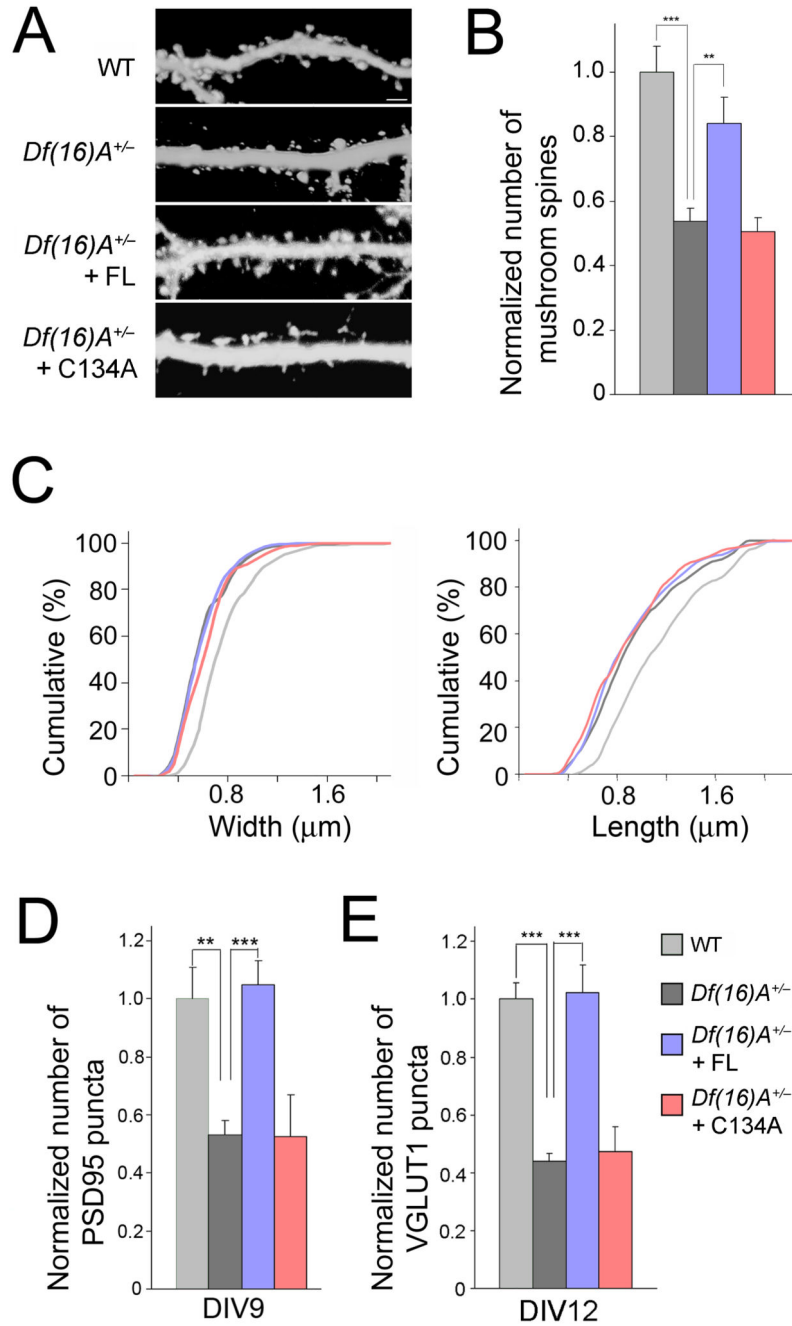 A
WT
Df(16)A+/–
Df(16)A+/–
+ FL
Df(16)A+/–
+ C134A
B
Normalized number of
mushroom spines
***
**
1.0
0.8
0.6
0.4
0.2
0
C
Cumulative (%)
100
80
60
40
20
0
0.8
1.6
Width (μm)
Cumulative (%)
100
80
60
40
20
0
0.8
1.6
Length (μm)
D
Normalized number of
PSD95 puncta
1.2
1.0
0.8
0.6
0.4
0.2
0
**
***
DIV9
E
Normalized number of
VGLUT1 puncta
1.2
1.0
0.8
0.6
0.4
0.2
0
***
***
DIV12
WT
Df(16)A+/–
Df(16)A+/–
+ FL
Df(16)A+/–
+ C134A